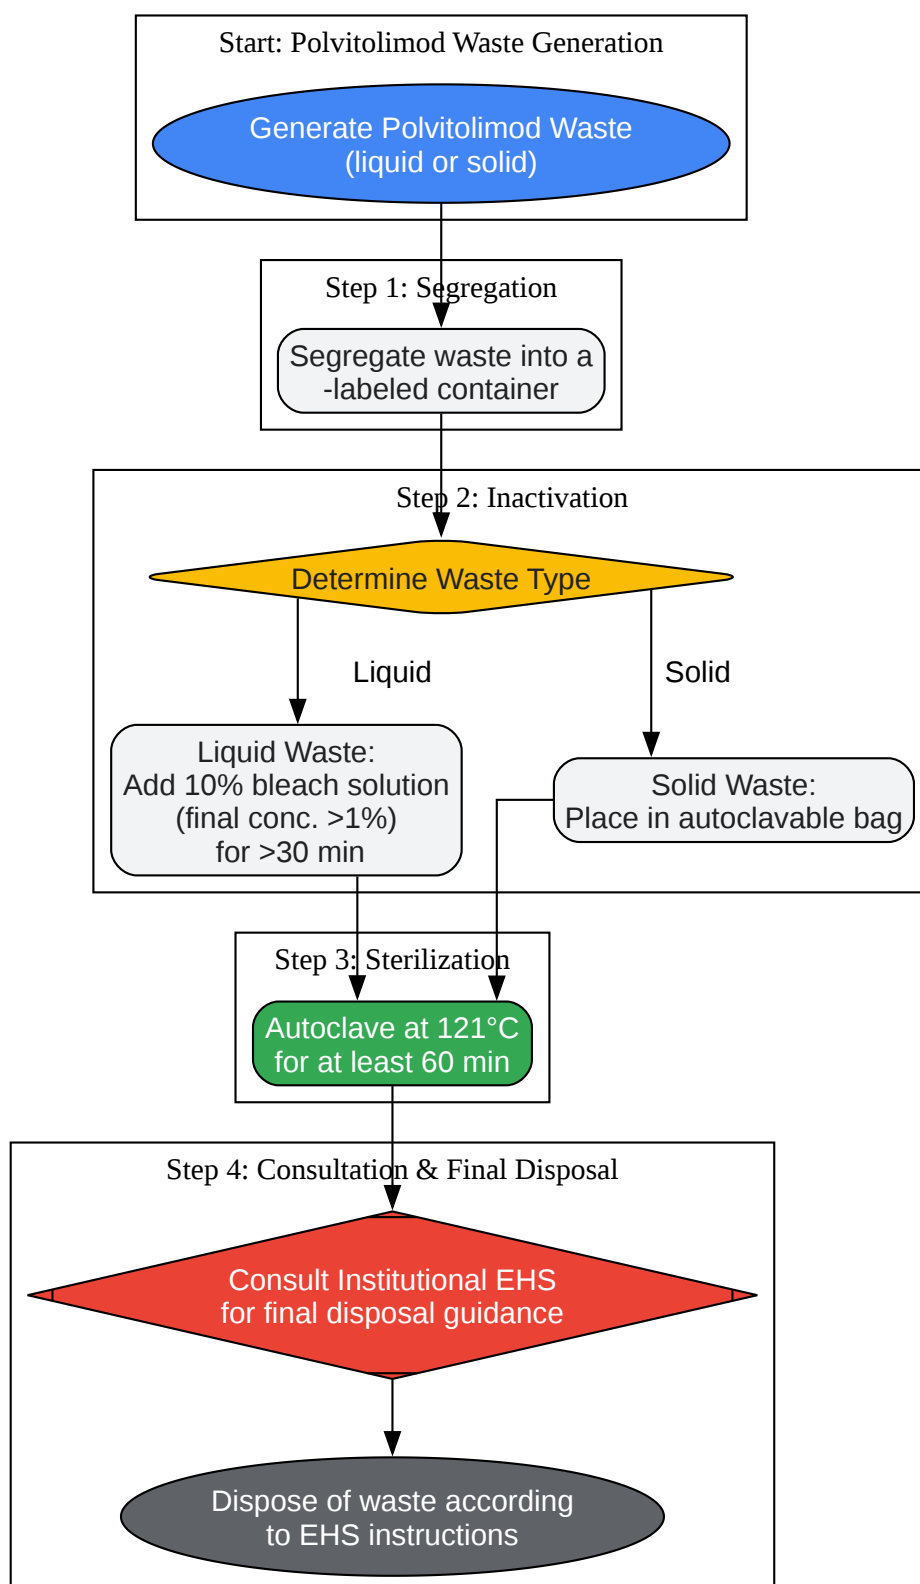 Start: Polvitolimod Waste Generation
Generate Polvitolimod Waste
(liquid or solid)
Step 1: Segregation
Segregate waste into a
-labeled container
Step 2: Inactivation
Determine Waste Type
Liquid
Solid
Liquid Waste:
Add 10% bleach solution
(final conc. >1%)
for >30 min
Solid Waste:
Place in autoclavable bag
Step 3: Sterilization
Autoclave at 121°C
for at least 60 min
Step 4: Consultation & Final Disposal
Consult Institutional EHS
for final disposal guidance
Dispose of waste according
to EHS instructions